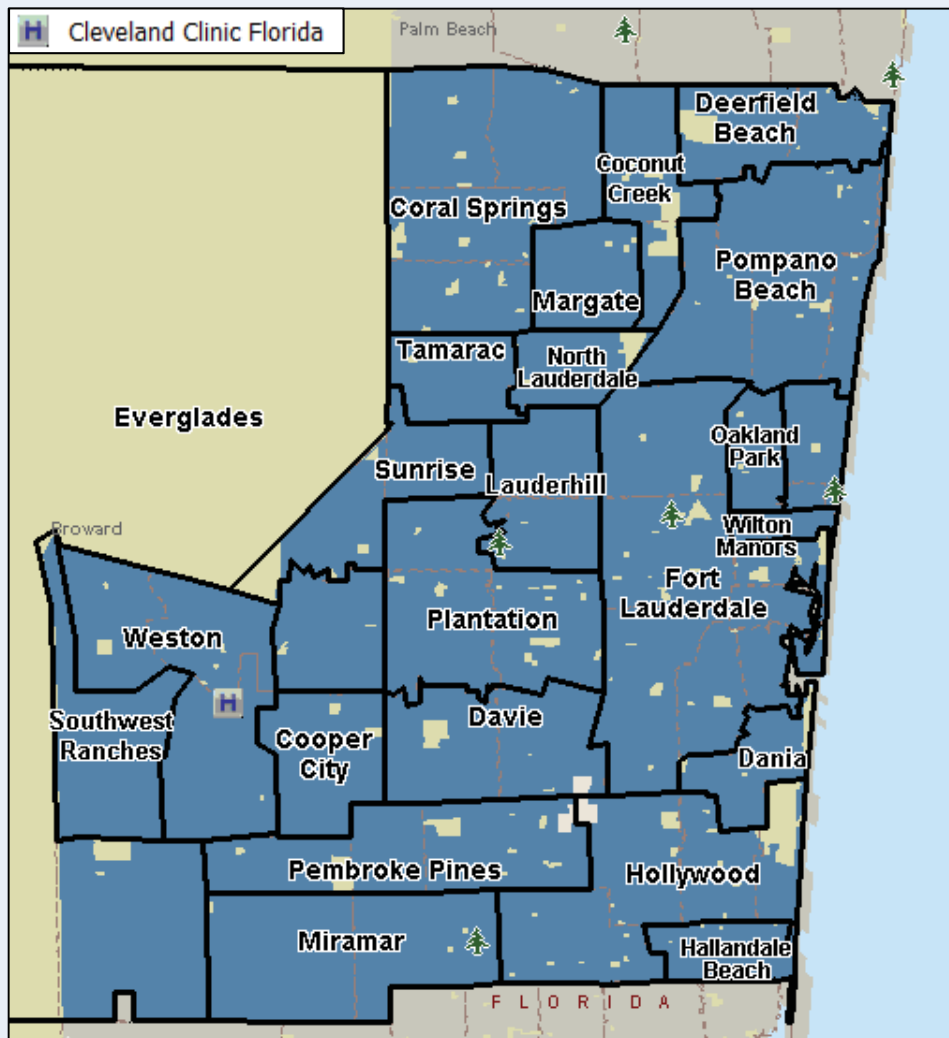 H Cleveland Clinic Florida
Palm Beach
Deerfield
Beach
Coconut
Creek
Coral Springs
Pompano
Beach
Margate
Tamarac
North
Lauderdale
Everglades
Oakland
Park
Sunrise
Lauderhill
Broward
Wilton
Manors
Fort
Lauderdale
Plantation
Weston
H
Southwest
Ranches
Cooper
City
Davie
Dania
Pembroke Pines
Hollywood
Miramar
Hallandale
Beach
FLORIDA